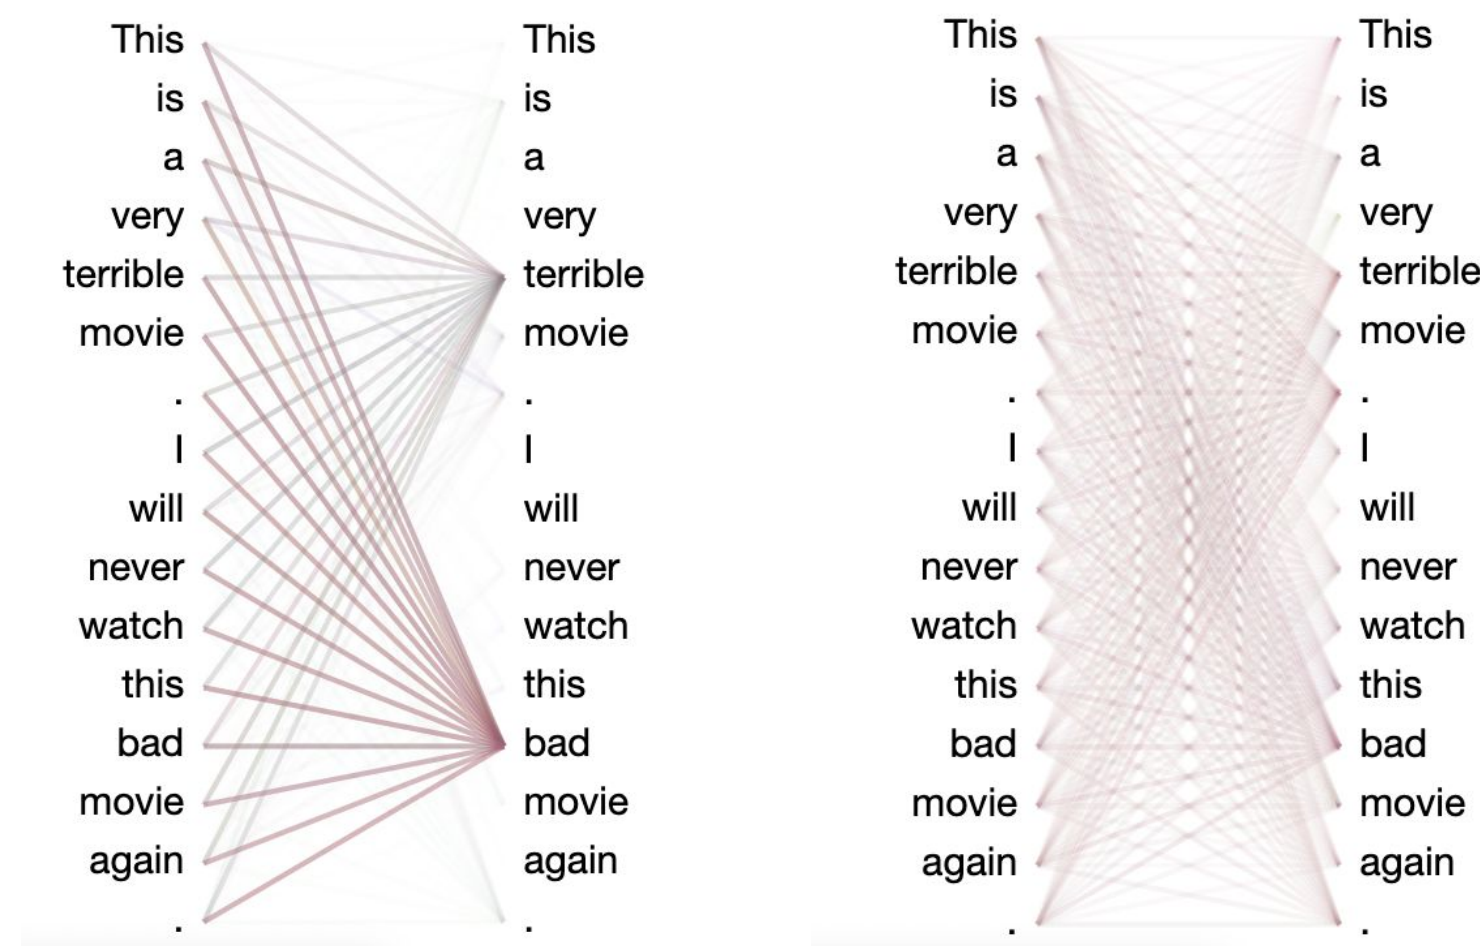 This This This This
is is is is
a a a a
very very very very
terrible terrible terrible terrible
movie movie movie movie
. . . .
I I I I
will will will will
never never never never
watch watch watch watch
this this this this
bad bad bad bad
movie movie movie movie
again again again again
. . . .